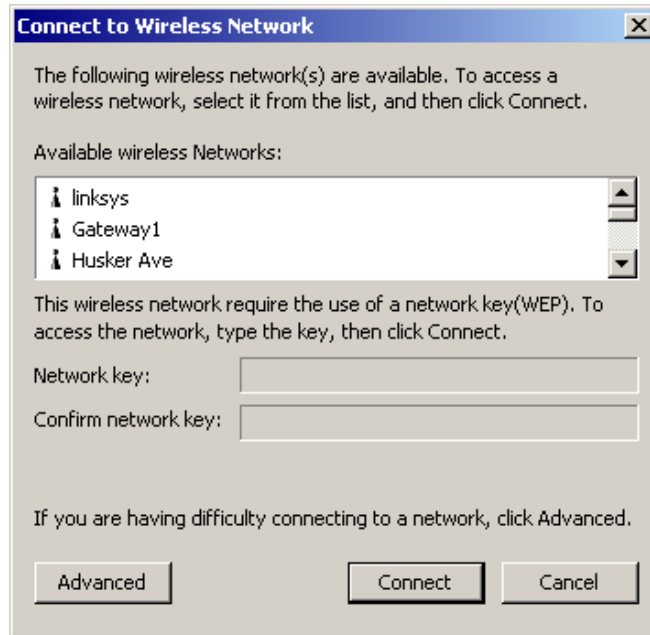 Connect to Wireless Network
The following wireless network(s) are available. To access a
wireless network, select it from the list, and then click Connect.
Available wireless Networks:
linksys
Gateway1
Husker Ave
This wireless network require the use of a network key(WEP). To
access the network, type the key, then click Connect.
Network key:
Confirm network key:
If you are having difficulty connecting to a network, click Advanced.
Advanced
Connect
Cancel